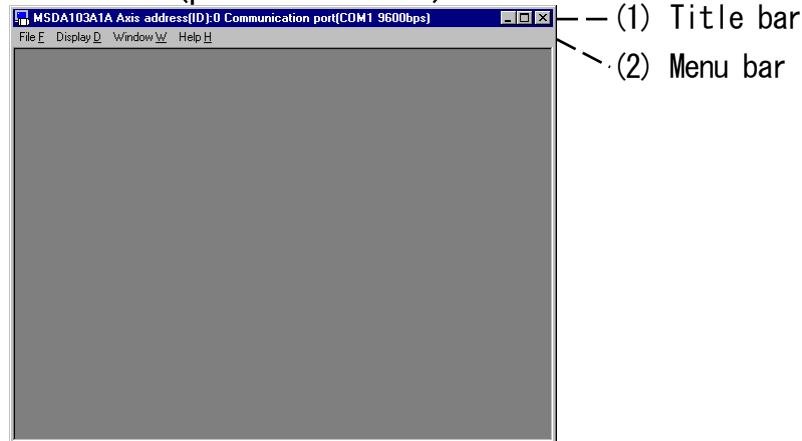 MSDA103A1A Axis address(ID):0 Communication port(COM1 9600bps)
(1) Title bar
File F Display D Window W Help H
(2) Menu bar